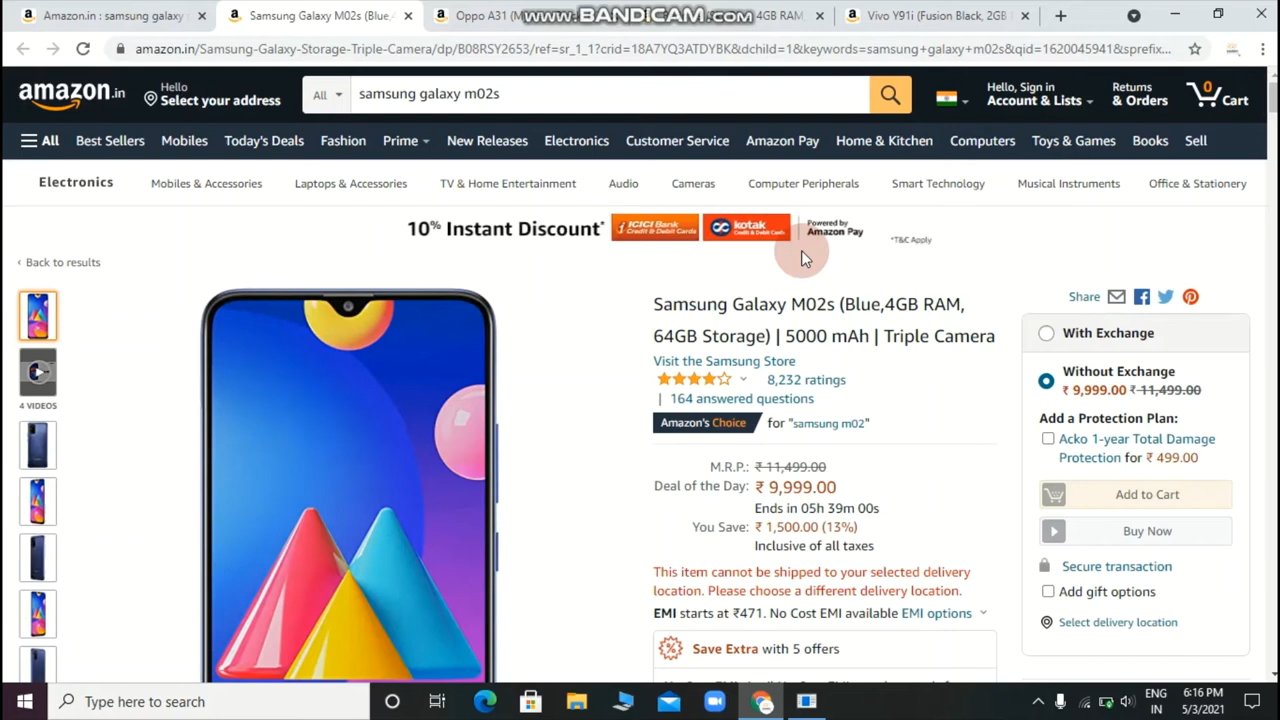 Amazon.in : samsung galaxy
Samsung Galaxy M02s (Blue,4
Oppo A31 (M
www.BANDICAM.com
4GB RAM,
Vivo Y91i (Fusion Black, 2GB
amazon.in/Samsung-Galaxy-Storage-Triple-Camera/dp/B08RSY2653/ref=sr_1_1?crid=18A7YQ3ATDYBK&dchild=1&keywords=samsung+galaxy+m02s&qid=1620045941&sprefix...
amazon.in
Hello
Select your address
All
samsung galaxy m02s
Hello, Sign in
Account & Lists
Returns
& Orders
0
Cart
All
Best Sellers
Mobiles
Today's Deals
Fashion
Prime
New Releases
Electronics
Customer Service
Amazon Pay
Home & Kitchen
Computers
Toys & Games
Books
Sell
Electronics
Mobiles & Accessories
Laptops & Accessories
TV & Home Entertainment
Audio
Cameras
Computer Peripherals
Smart Technology
Musical Instruments
Office & Stationery
10% Instant Discount*
ICICI Bank
Credit & Debit Cards
kotak
Credit & Debit Cards
Powered by
Amazon Pay
*T&C Apply
‹ Back to results
4 VIDEOS
Samsung Galaxy M02s (Blue,4GB RAM,
64GB Storage) | 5000 mAh | Triple Camera
Visit the Samsung Store
8,232 ratings
| 164 answered questions
Amazon's Choice for "samsung m02"
M.R.P.: ₹ 11,499.00
Deal of the Day: ₹ 9,999.00
Ends in 05h 39m 00s
You Save: ₹ 1,500.00 (13%)
Inclusive of all taxes
This item cannot be shipped to your selected delivery
location. Please choose a different delivery location.
EMI starts at ₹471. No Cost EMI available EMI options
Save Extra with 5 offers
Share
With Exchange
Without Exchange
₹ 9,999.00 ₹ 11,499.00
Add a Protection Plan:
Acko 1-year Total Damage
Protection for ₹ 499.00
Add to Cart
Buy Now
Secure transaction
Add gift options
Select delivery location
Type here to search
ENG
IN
6:16 PM
5/3/2021